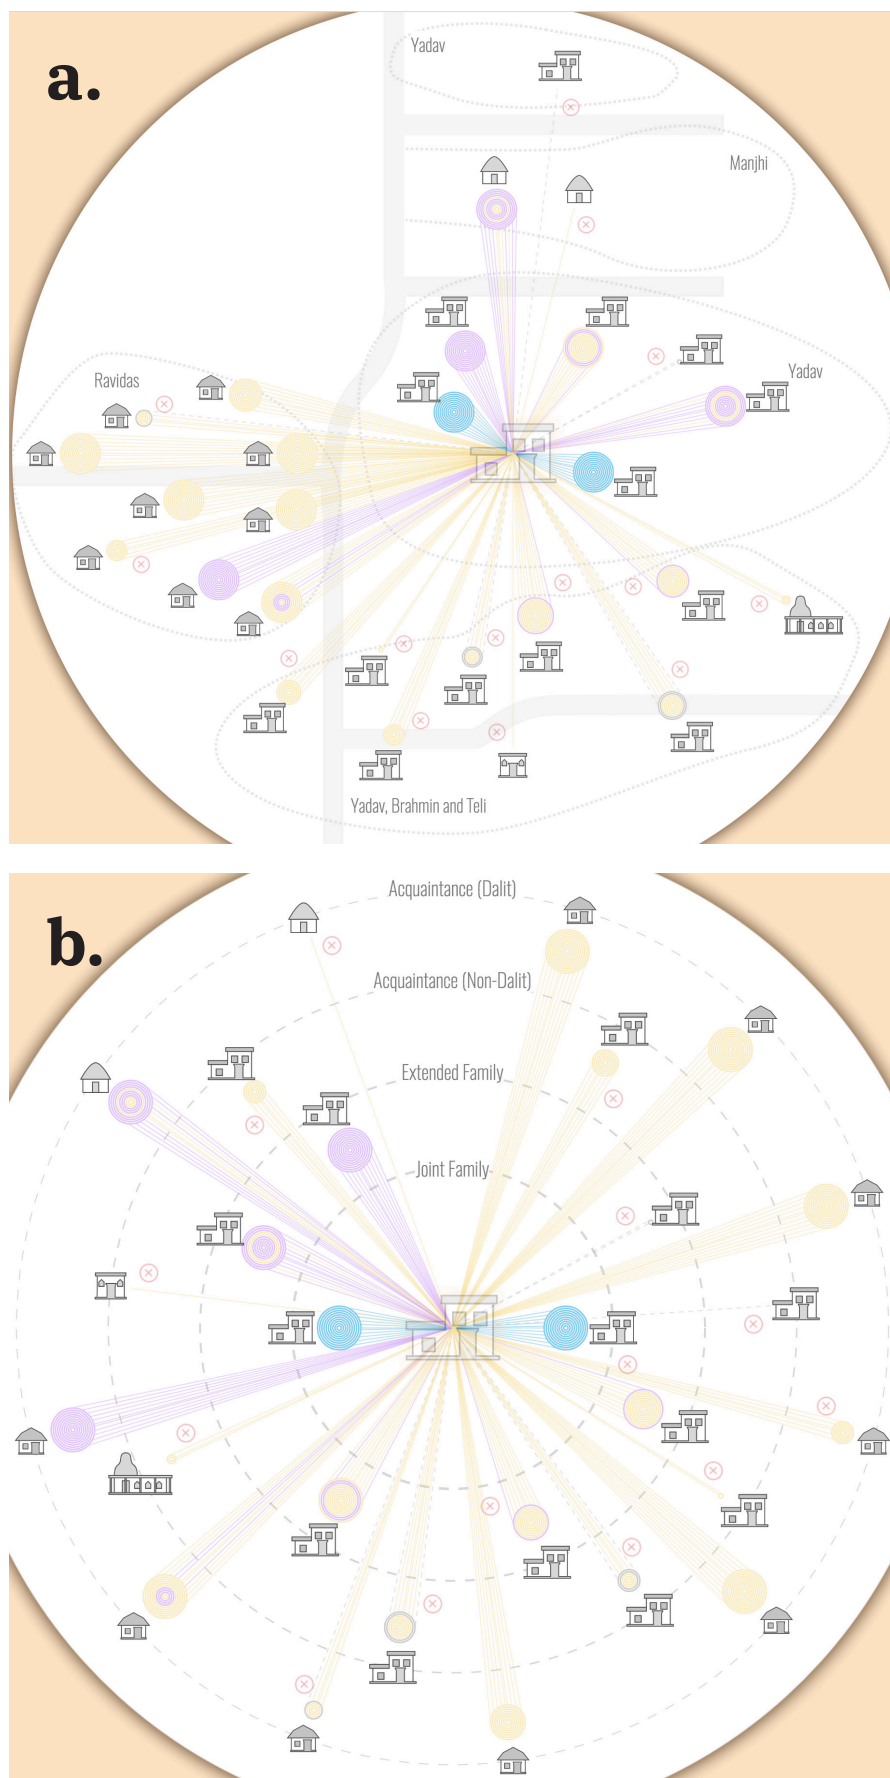 a.
Yadav
Manjhi
Yadav
Ravidas
Yadav, Brahmin and Teli
b.
Acquaintance (Dalit)
Acquaintance (Non-Dalit)
Extended Family
Joint Family